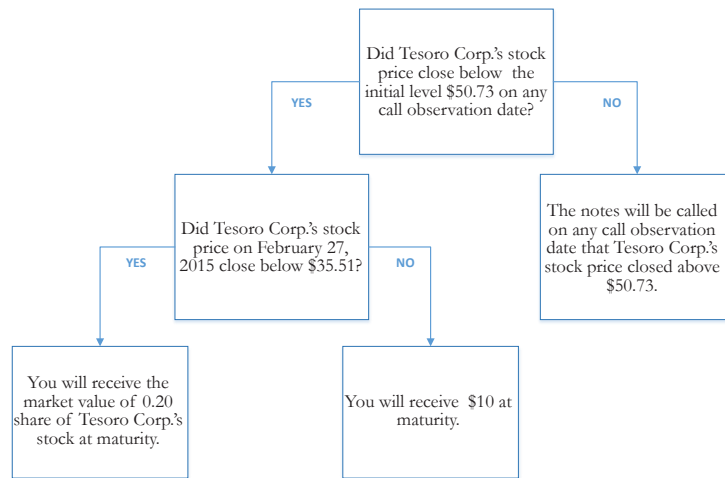 Did Tesoro Corp.'s stock
price close below the
initial level $50.73 on any
call observation date?
YES
NO
Did Tesoro Corp.'s stock
price on February 27,
2015 close below $35.51?
The notes will be called
on any call observation
date that Tesoro Corp.'s
stock price closed above
$50.73.
YES
NO
You will receive the
market value of 0.20
share of Tesoro Corp.'s
stock at maturity.
You will receive $10 at
maturity.